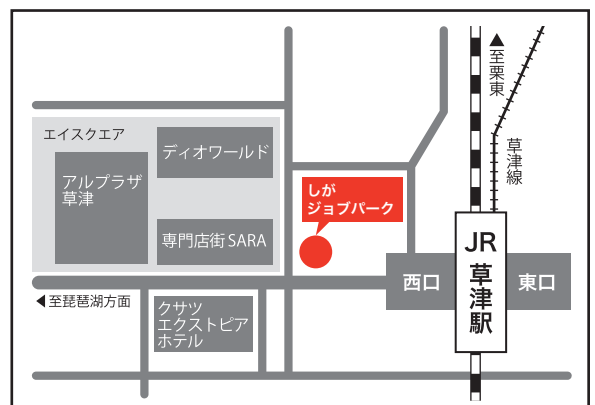 ▲至栗東
草津線
エイスクエア
ディオワールド
アルプラザ
草津
しが
ジョブパーク
専門店街SARA
JR
草津駅
西口
東口
◀至琵琶湖方面
クサツ
エクストピア
ホテル